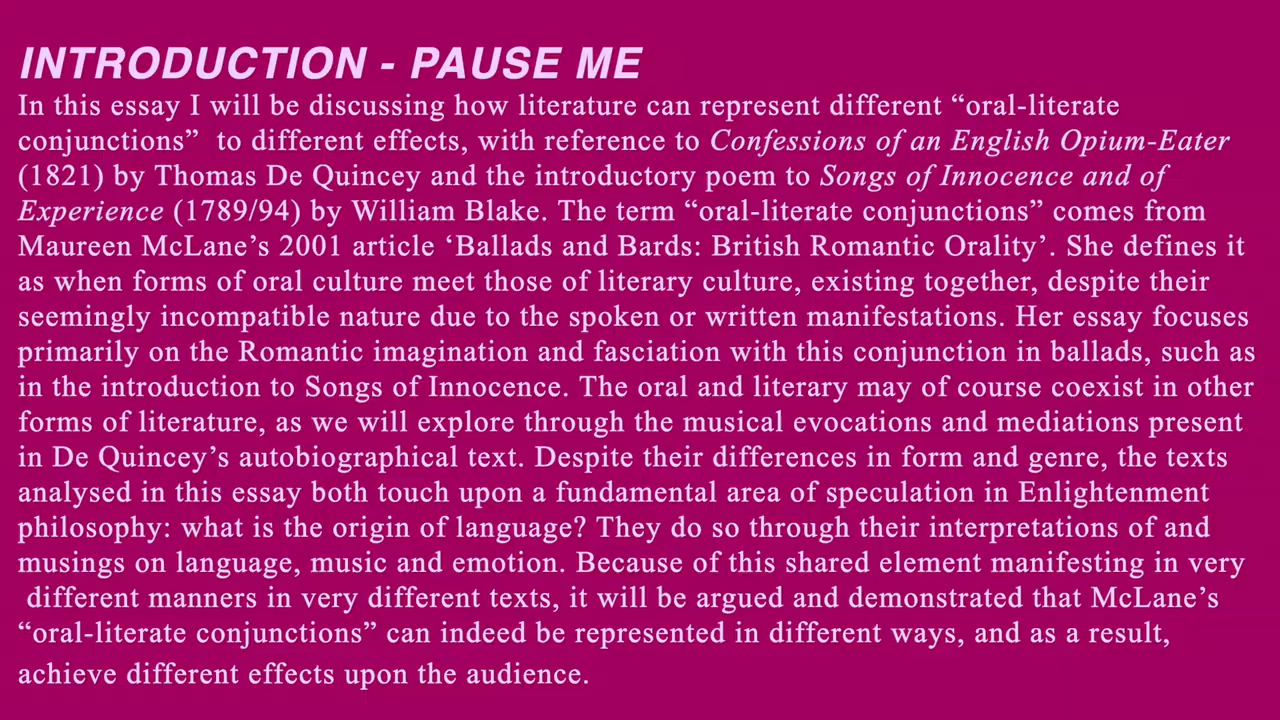 INTRODUCTION - PAUSE ME
In this essay I will be discussing how literature can represent different “oral-literate
conjunctions”  to different effects, with reference to Confessions of an English Opium-Eater
(1821) by Thomas De Quincey and the introductory poem to Songs of Innocence and of
Experience (1789/94) by William Blake. The term “oral-literate conjunctions” comes from
Maureen McLane’s 2001 article ‘Ballads and Bards: British Romantic Orality’. She defines it
as when forms of oral culture meet those of literary culture, existing together, despite their
seemingly incompatible nature due to the spoken or written manifestations. Her essay focuses
primarily on the Romantic imagination and fasciation with this conjunction in ballads, such as
in the introduction to Songs of Innocence. The oral and literary may of course coexist in other
forms of literature, as we will explore through the musical evocations and mediations present
in De Quincey’s autobiographical text. Despite their differences in form and genre, the texts
analysed in this essay both touch upon a fundamental area of speculation in Enlightenment
philosophy: what is the origin of language? They do so through their interpretations of and
musings on language, music and emotion. Because of this shared element manifesting in very
different manners in very different texts, it will be argued and demonstrated that McLane’s
“oral-literate conjunctions” can indeed be represented in different ways, and as a result,
achieve different effects upon the audience.